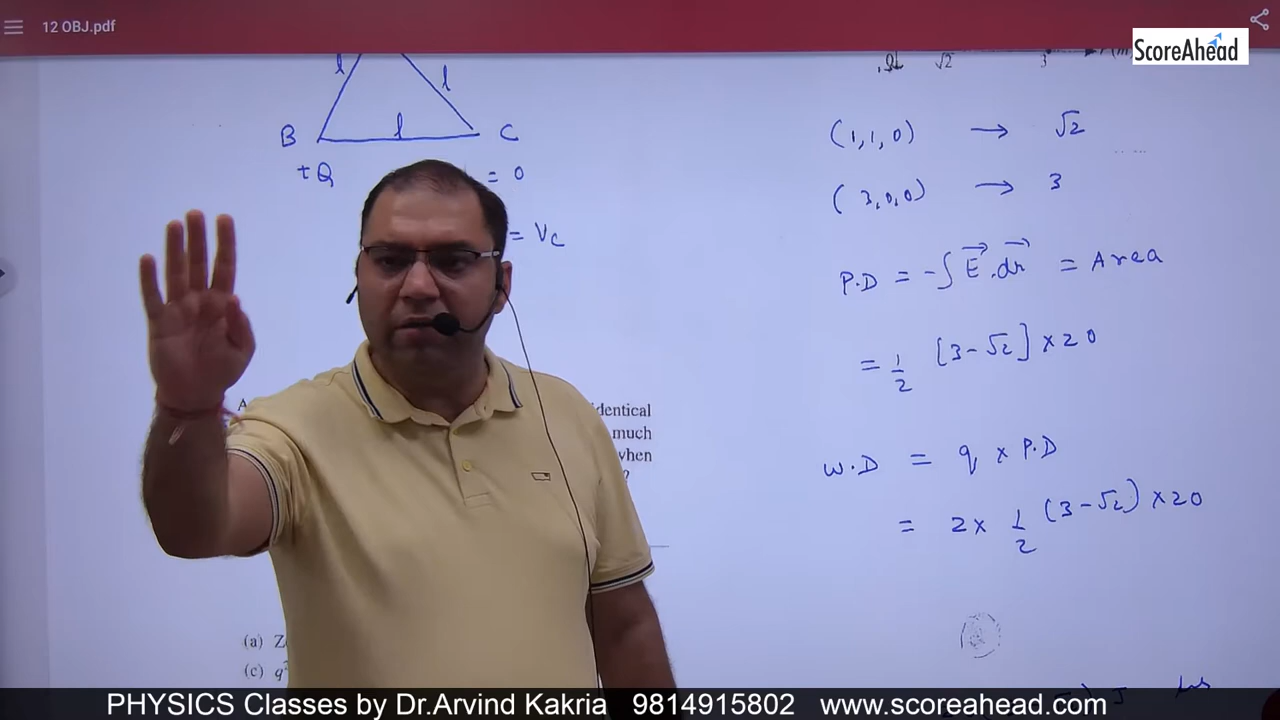 12 OBJ.pdf
ScoreAhead
l
l
√2
3
B
l
C
(1,1,0) → √2
+Q
= 0
(3,0,0) → 3
= VC
P.D = -∫ E⃗ . dr⃗ = Area
= 1/2 [3-√2] × 20
A
identical
much
when
?
W.D = q × P.D
= 2 × 1/2 (3-√2) × 20
(a)
(c) q
J
PHYSICS Classes by Dr.Arvind Kakria 9814915802 www.scoreahead.com